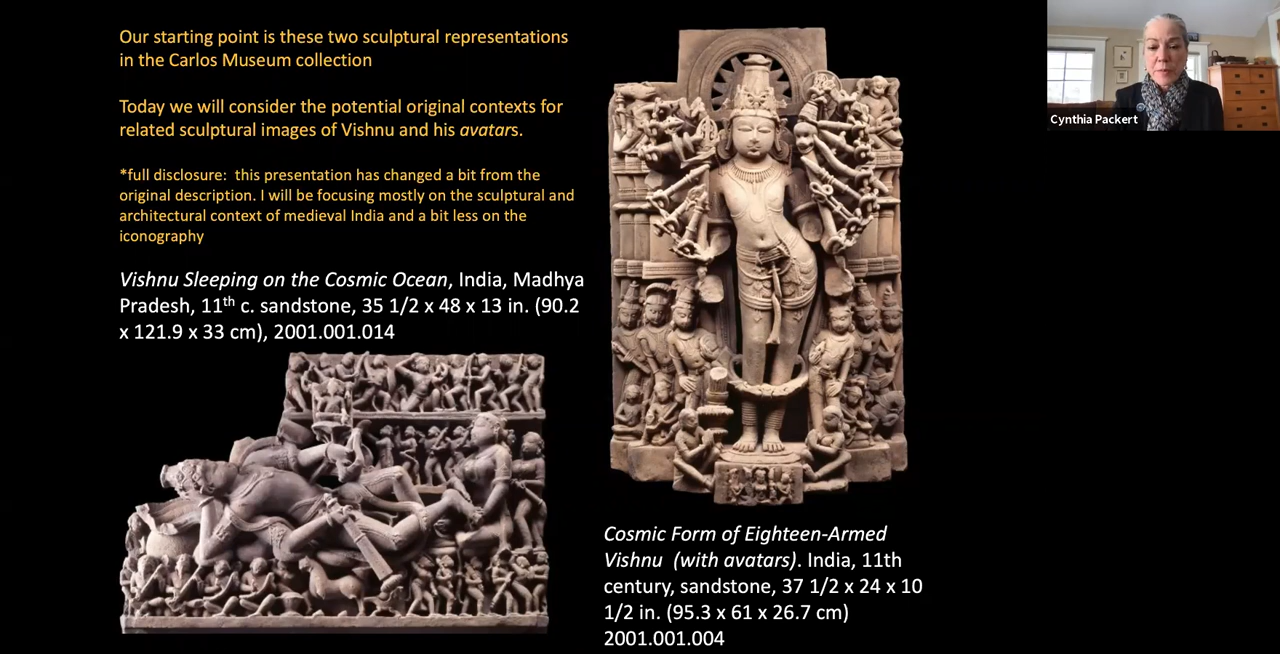 Our starting point is these two sculptural representations
in the Carlos Museum collection
Today we will consider the potential original contexts for
related sculptural images of Vishnu and his avatars.
*full disclosure:  this presentation has changed a bit from the
original description. I will be focusing mostly on the sculptural and
architectural context of medieval India and a bit less on the
iconography
Vishnu Sleeping on the Cosmic Ocean, India, Madhya
Pradesh, 11th c. sandstone, 35 1/2 x 48 x 13 in. (90.2
x 121.9 x 33 cm), 2001.001.014
Cosmic Form of Eighteen-Armed
Vishnu  (with avatars). India, 11th
century, sandstone, 37 1/2 x 24 x 10
1/2 in. (95.3 x 61 x 26.7 cm)
2001.001.004
Cynthia Packert